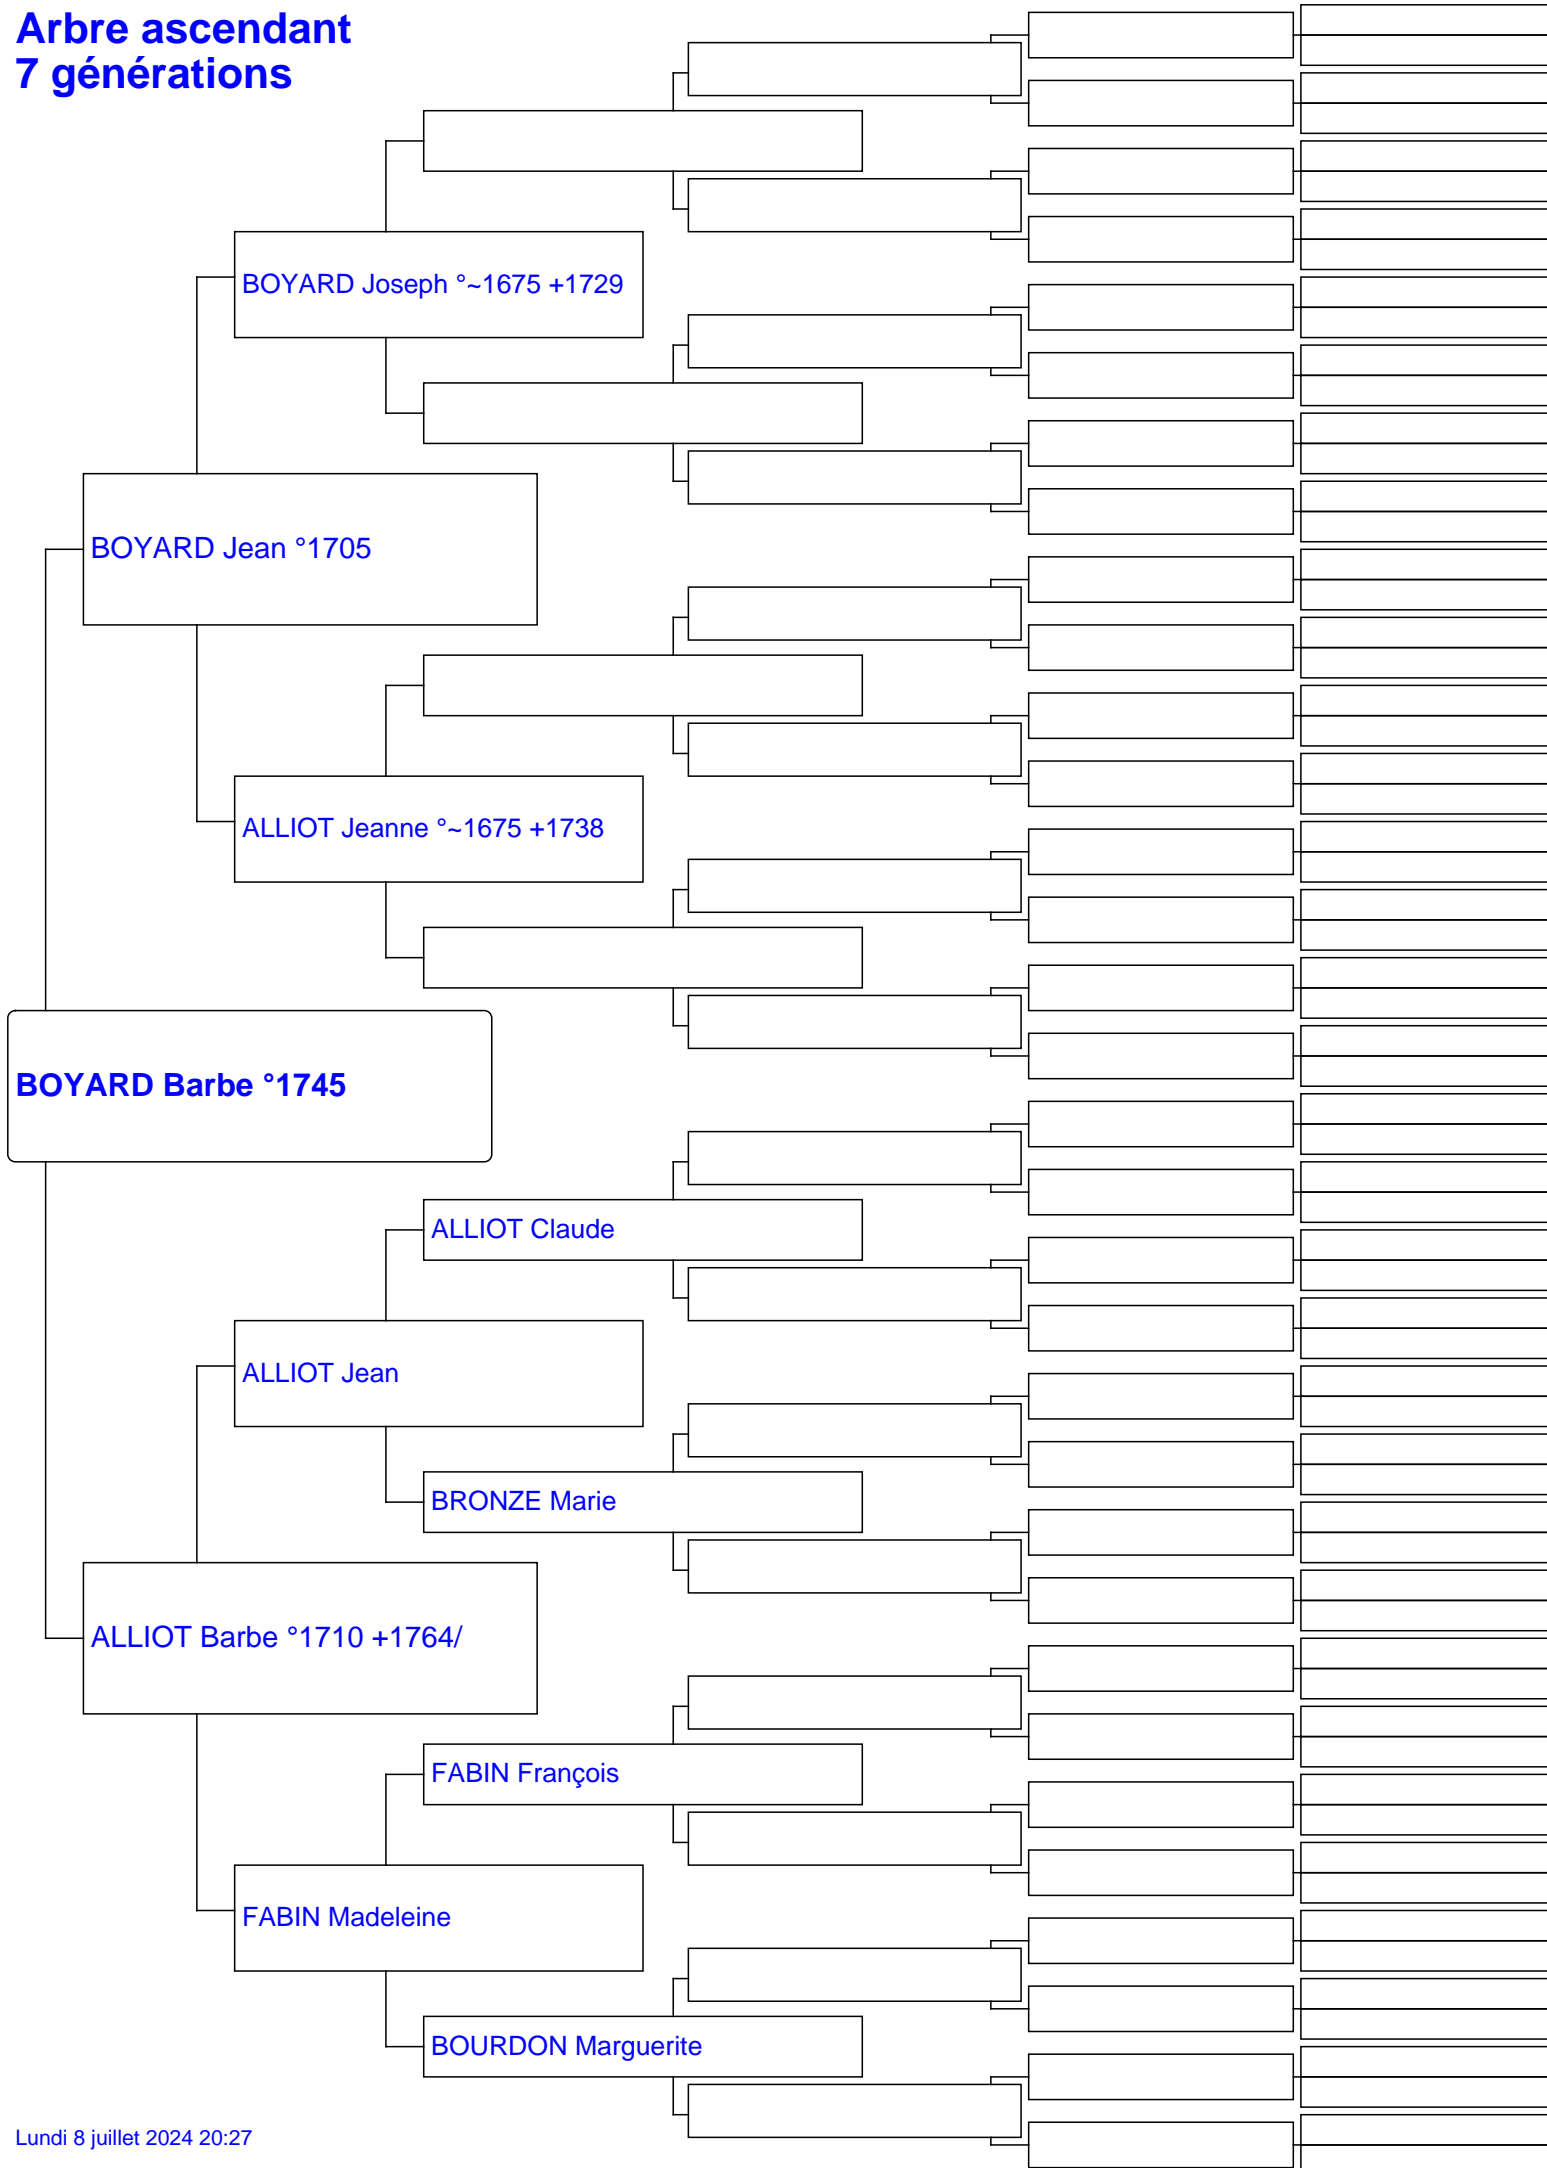 Arbre ascendant
7 générations
BOYARD Joseph °~1675 +1729
BOYARD Jean °1705
ALLIOT Jeanne °~1675 +1738
BOYARD Barbe °1745
ALLIOT Claude
ALLIOT Jean
BRONZE Marie
ALLIOT Barbe °1710 +1764/
FABIN François
FABIN Madeleine
BOURDON Marguerite
Lundi 8 juillet 2024 20:27